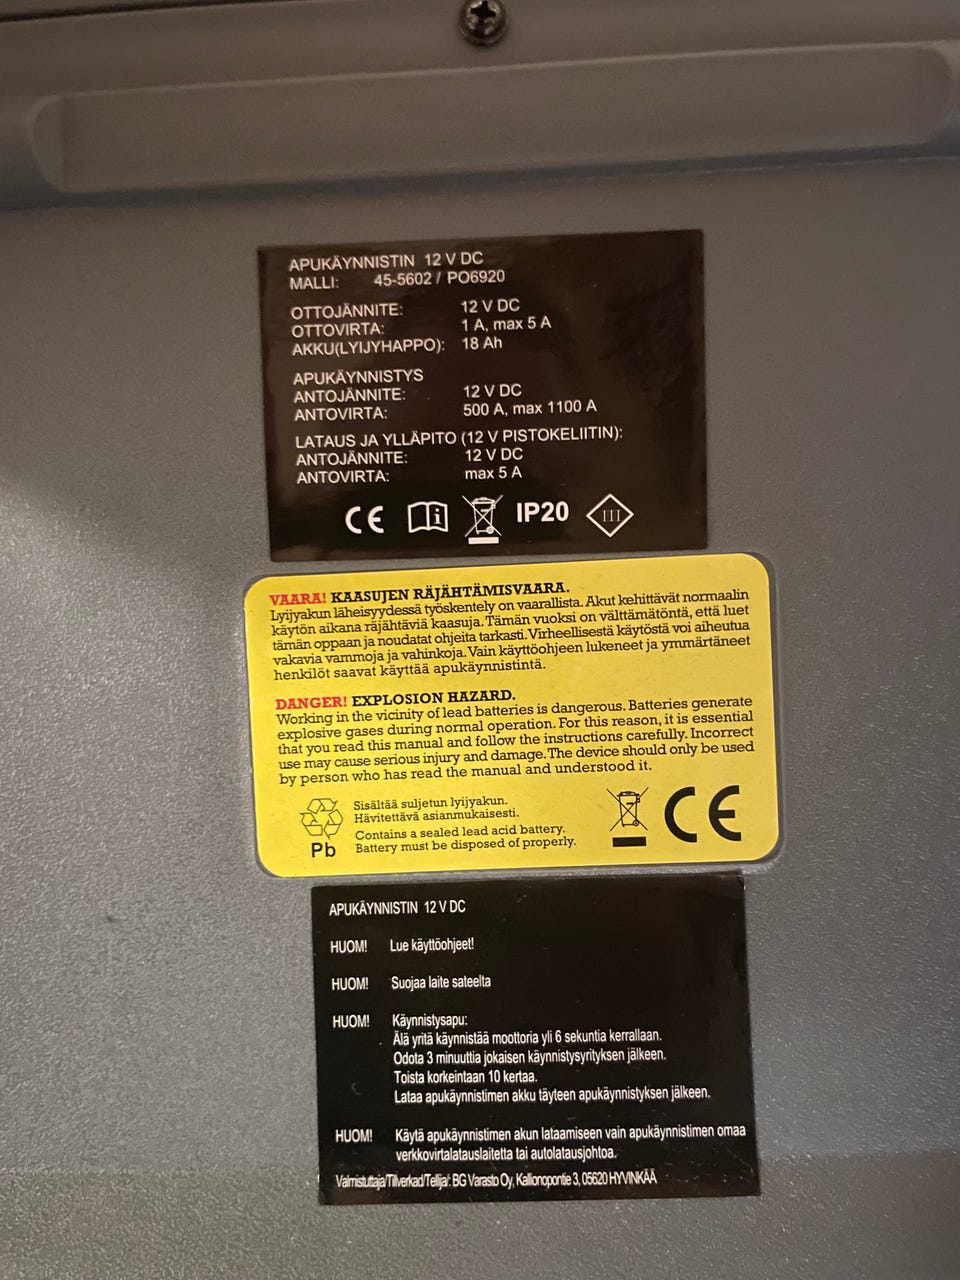 APUKÄYNNISTIN 12 V DC
MALLI: 45-5602 / PO6920
OTTOJÄNNITE: 12 V DC
OTTOVIRTA: 1 A, max 5 A
AKKU(LYIJYHAPPO): 18 Ah
APUKÄYNNISTYS
ANTOJÄNNITE: 12 V DC
ANTOVIRTA: 500 A, max 1100 A
LATAUS JA YLLÄPITO (12 V PISTOKELIITIN):
ANTOJÄNNITE: 12 V DC
ANTOVIRTA: max 5 A
CE i IP20 III
VAARA! KAASUJEN RÄJÄHTÄMISVAARA.
Lyijyakun läheisyydessä työskentely on vaarallista. Akut kehittävät normaalin
käytön aikana räjähtäviä kaasuja. Tämän vuoksi on välttämätöntä, että luet
tämän oppaan ja noudatat ohjeita tarkasti. Virheellisestä käytöstä voi aiheutua
vakavia vammoja ja vahinkoja. Vain käyttöohjeen lukeneet ja ymmärtäneet
henkilöt saavat käyttää apukäynnistintä.
DANGER! EXPLOSION HAZARD.
Working in the vicinity of lead batteries is dangerous. Batteries generate
explosive gases during normal operation. For this reason, it is essential
that you read this manual and follow the instructions carefully. Incorrect
use may cause serious injury and damage. The device should only be used
by person who has read the manual and understood it.
Sisältää suljetun lyijyakun.
Hävitettävä asianmukaisesti.
Contains a sealed lead acid battery.
Battery must be disposed of properly.
Pb
CE
APUKÄYNNISTIN 12 V DC
HUOM! Lue käyttöohjeet!
HUOM! Suojaa laite sateelta
HUOM! Käynnistysapu:
Älä yritä käynnistää moottoria yli 6 sekuntia kerrallaan.
Odota 3 minuuttia jokaisen käynnistysyrityksen jälkeen.
Toista korkeintaan 10 kertaa.
Lataa apukäynnistimen akku täyteen apukäynnistyksen jälkeen.
HUOM! Käytä apukäynnistimen akun lataamiseen vain apukäynnistimen omaa
verkkovirtalatauslaitetta tai autolatausjohtoa.
Valmistuttaja/Tillverkad/Tellija: BG Varasto Oy, Kallionopontie 3, 05620 HYVINKÄÄ